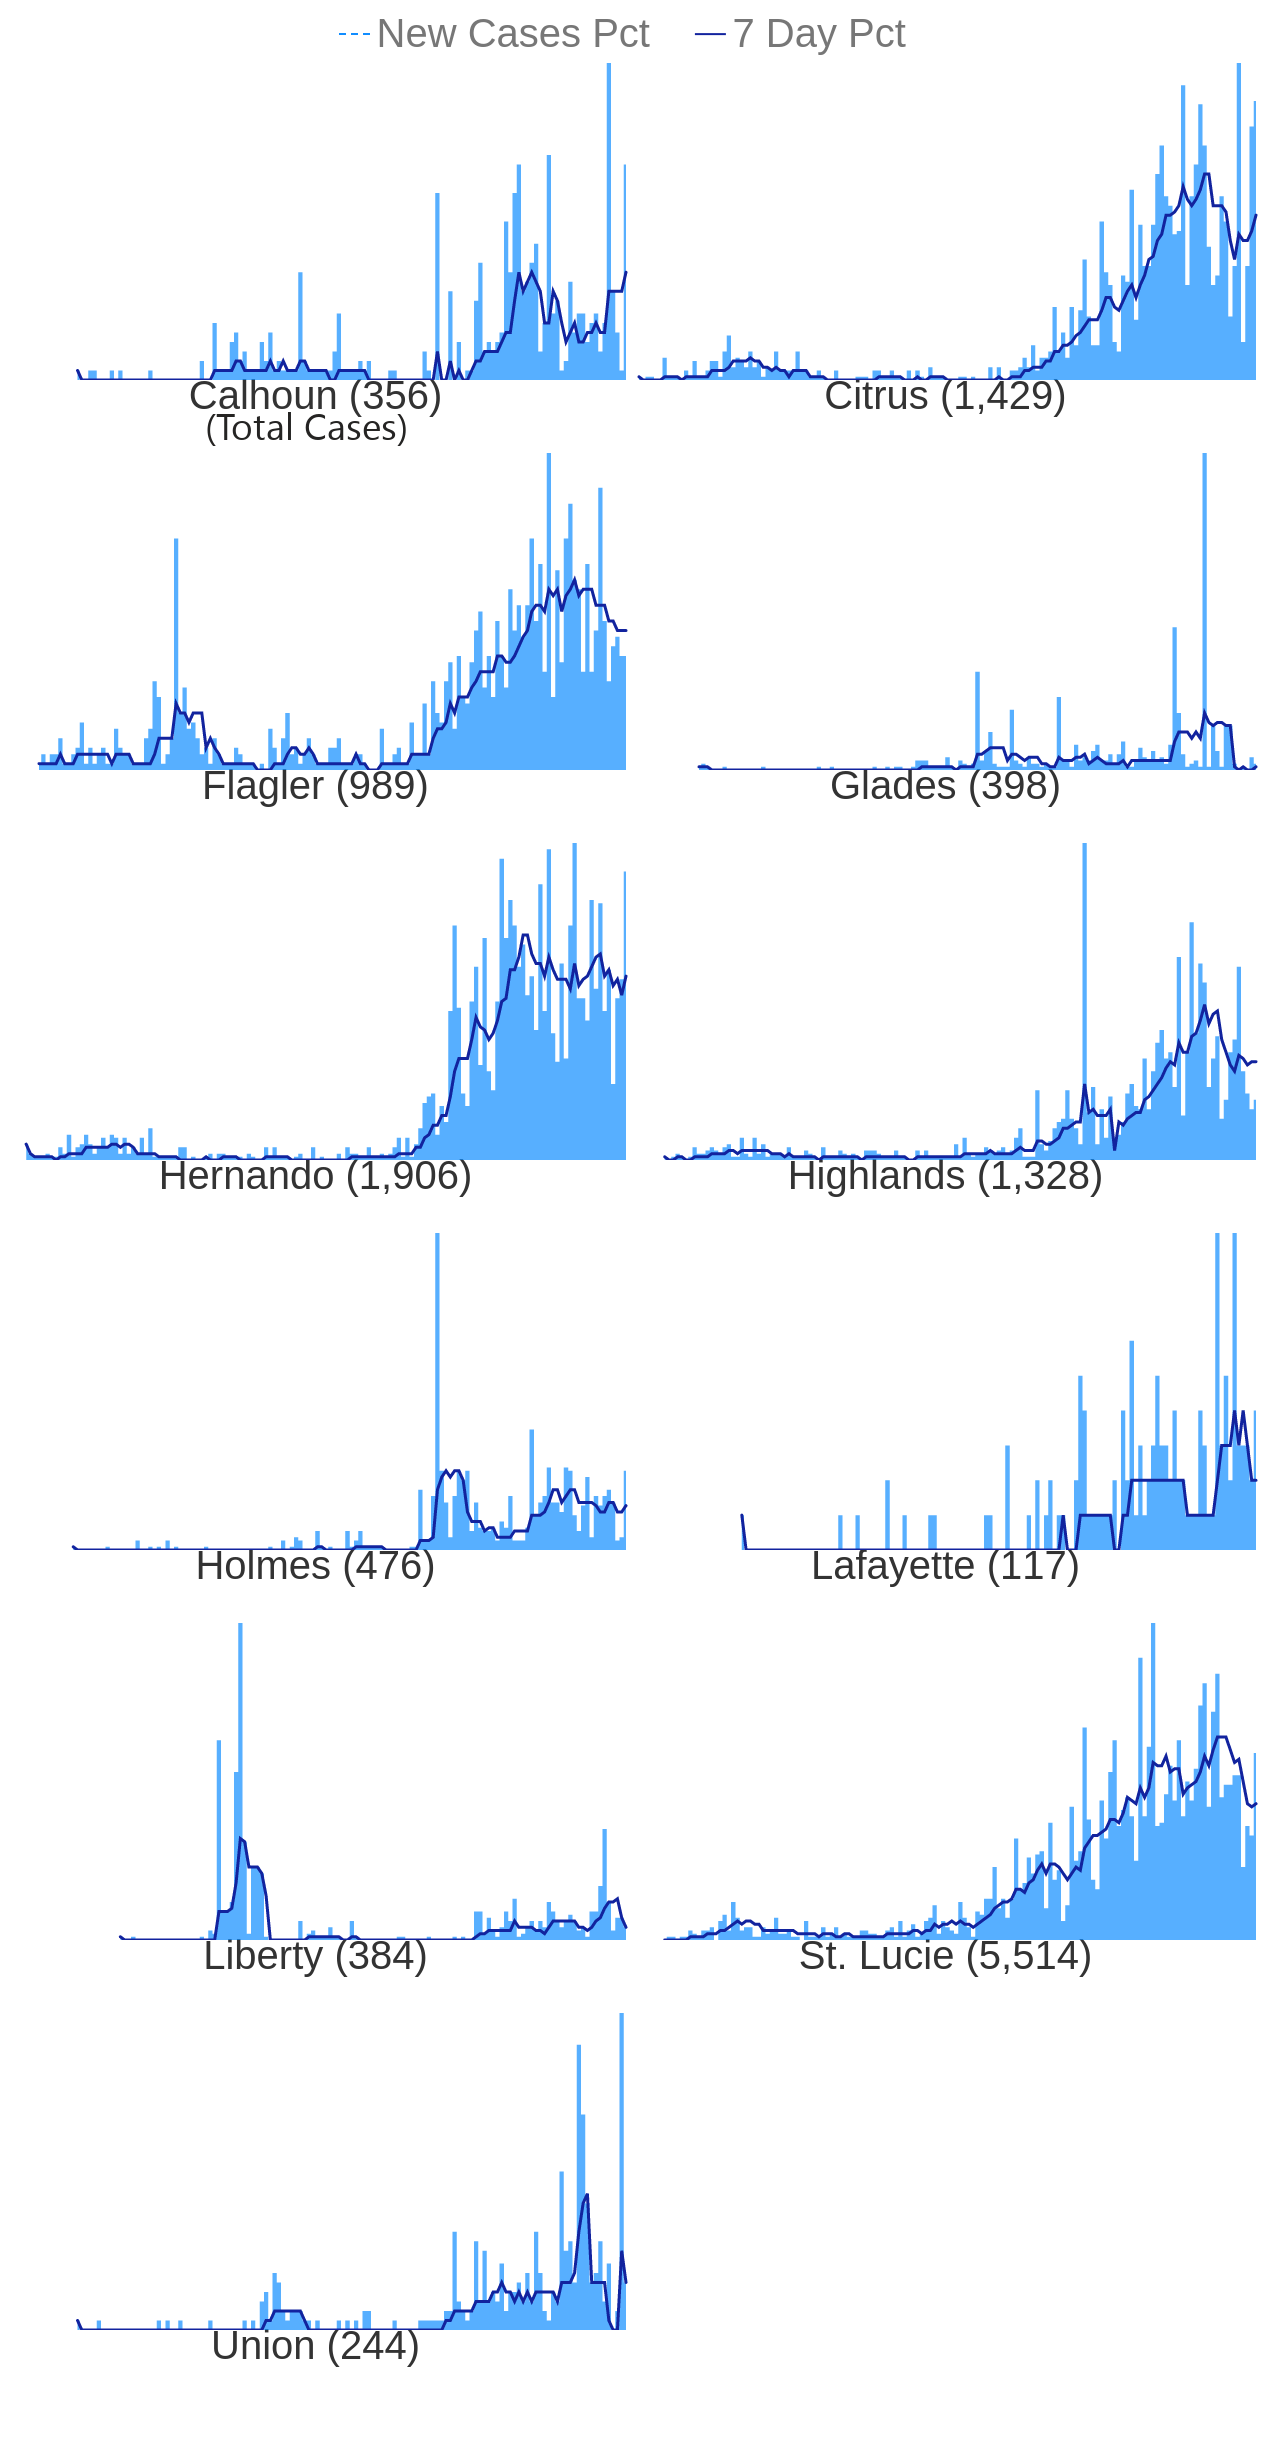 New Cases Pct 7 Day Pct
Calhoun (356) Citrus (1,429)
(Total Cases)
Flagler (989) Glades (398)
Hernando (1,906) Highlands (1,328)
Holmes (476) Lafayette (117)
Liberty (384) St. Lucie (5,514)
Union (244)